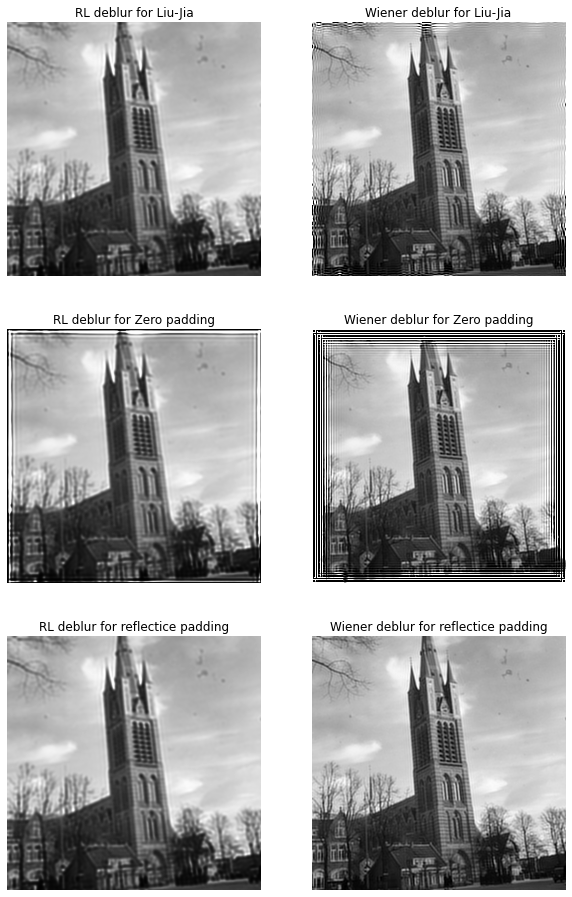 RL deblur for Liu-Jia
Wiener deblur for Liu-Jia
RL deblur for Zero padding
Wiener deblur for Zero padding
RL deblur for reflectice padding
Wiener deblur for reflectice padding